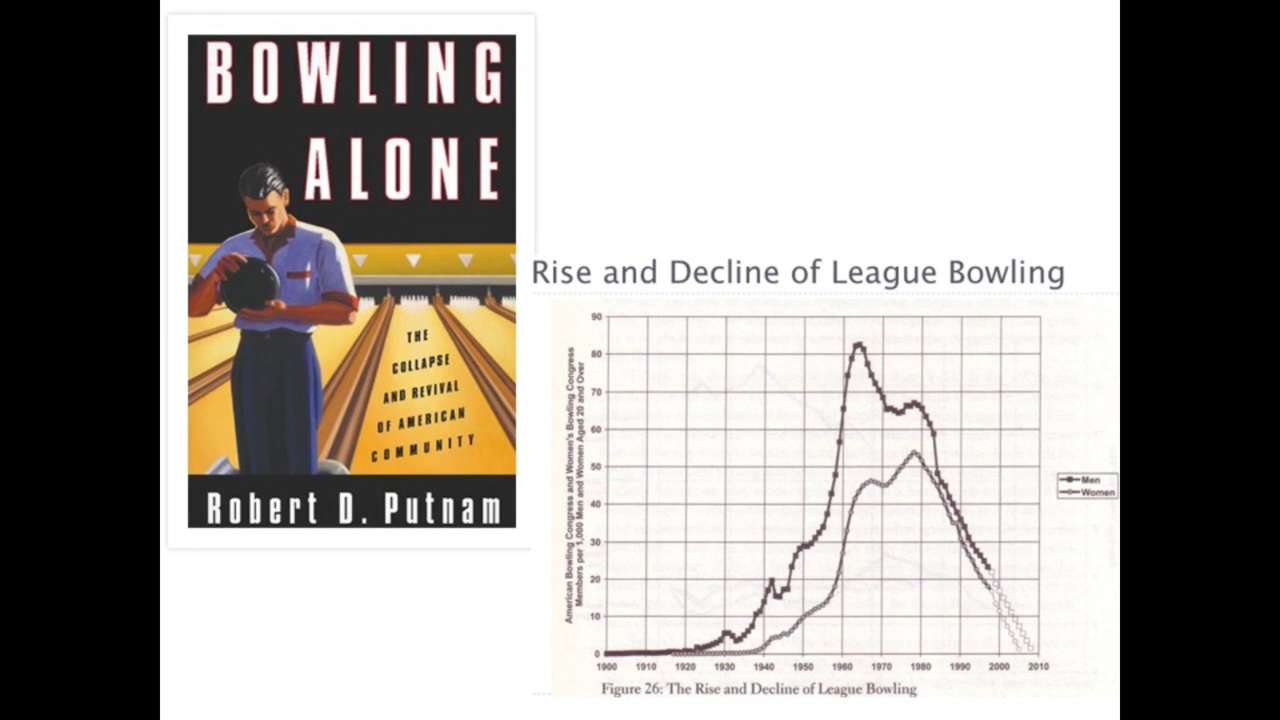 BOWLING
ALONE
THE
COLLAPSE
AND REVIVAL
OF AMERICAN
COMMUNITY
Robert D. Putnam
Rise and Decline of League Bowling
American Bowling Congress and Women's Bowling Congress
Members per 1,000 Men and Women Aged 20 and Over
90
80
70
60
50
40
30
20
10
0
1900 1910 1920 1930 1940 1950 1960 1970 1980 1990 2000 2010
Men
Women
Figure 26: The Rise and Decline of League Bowling